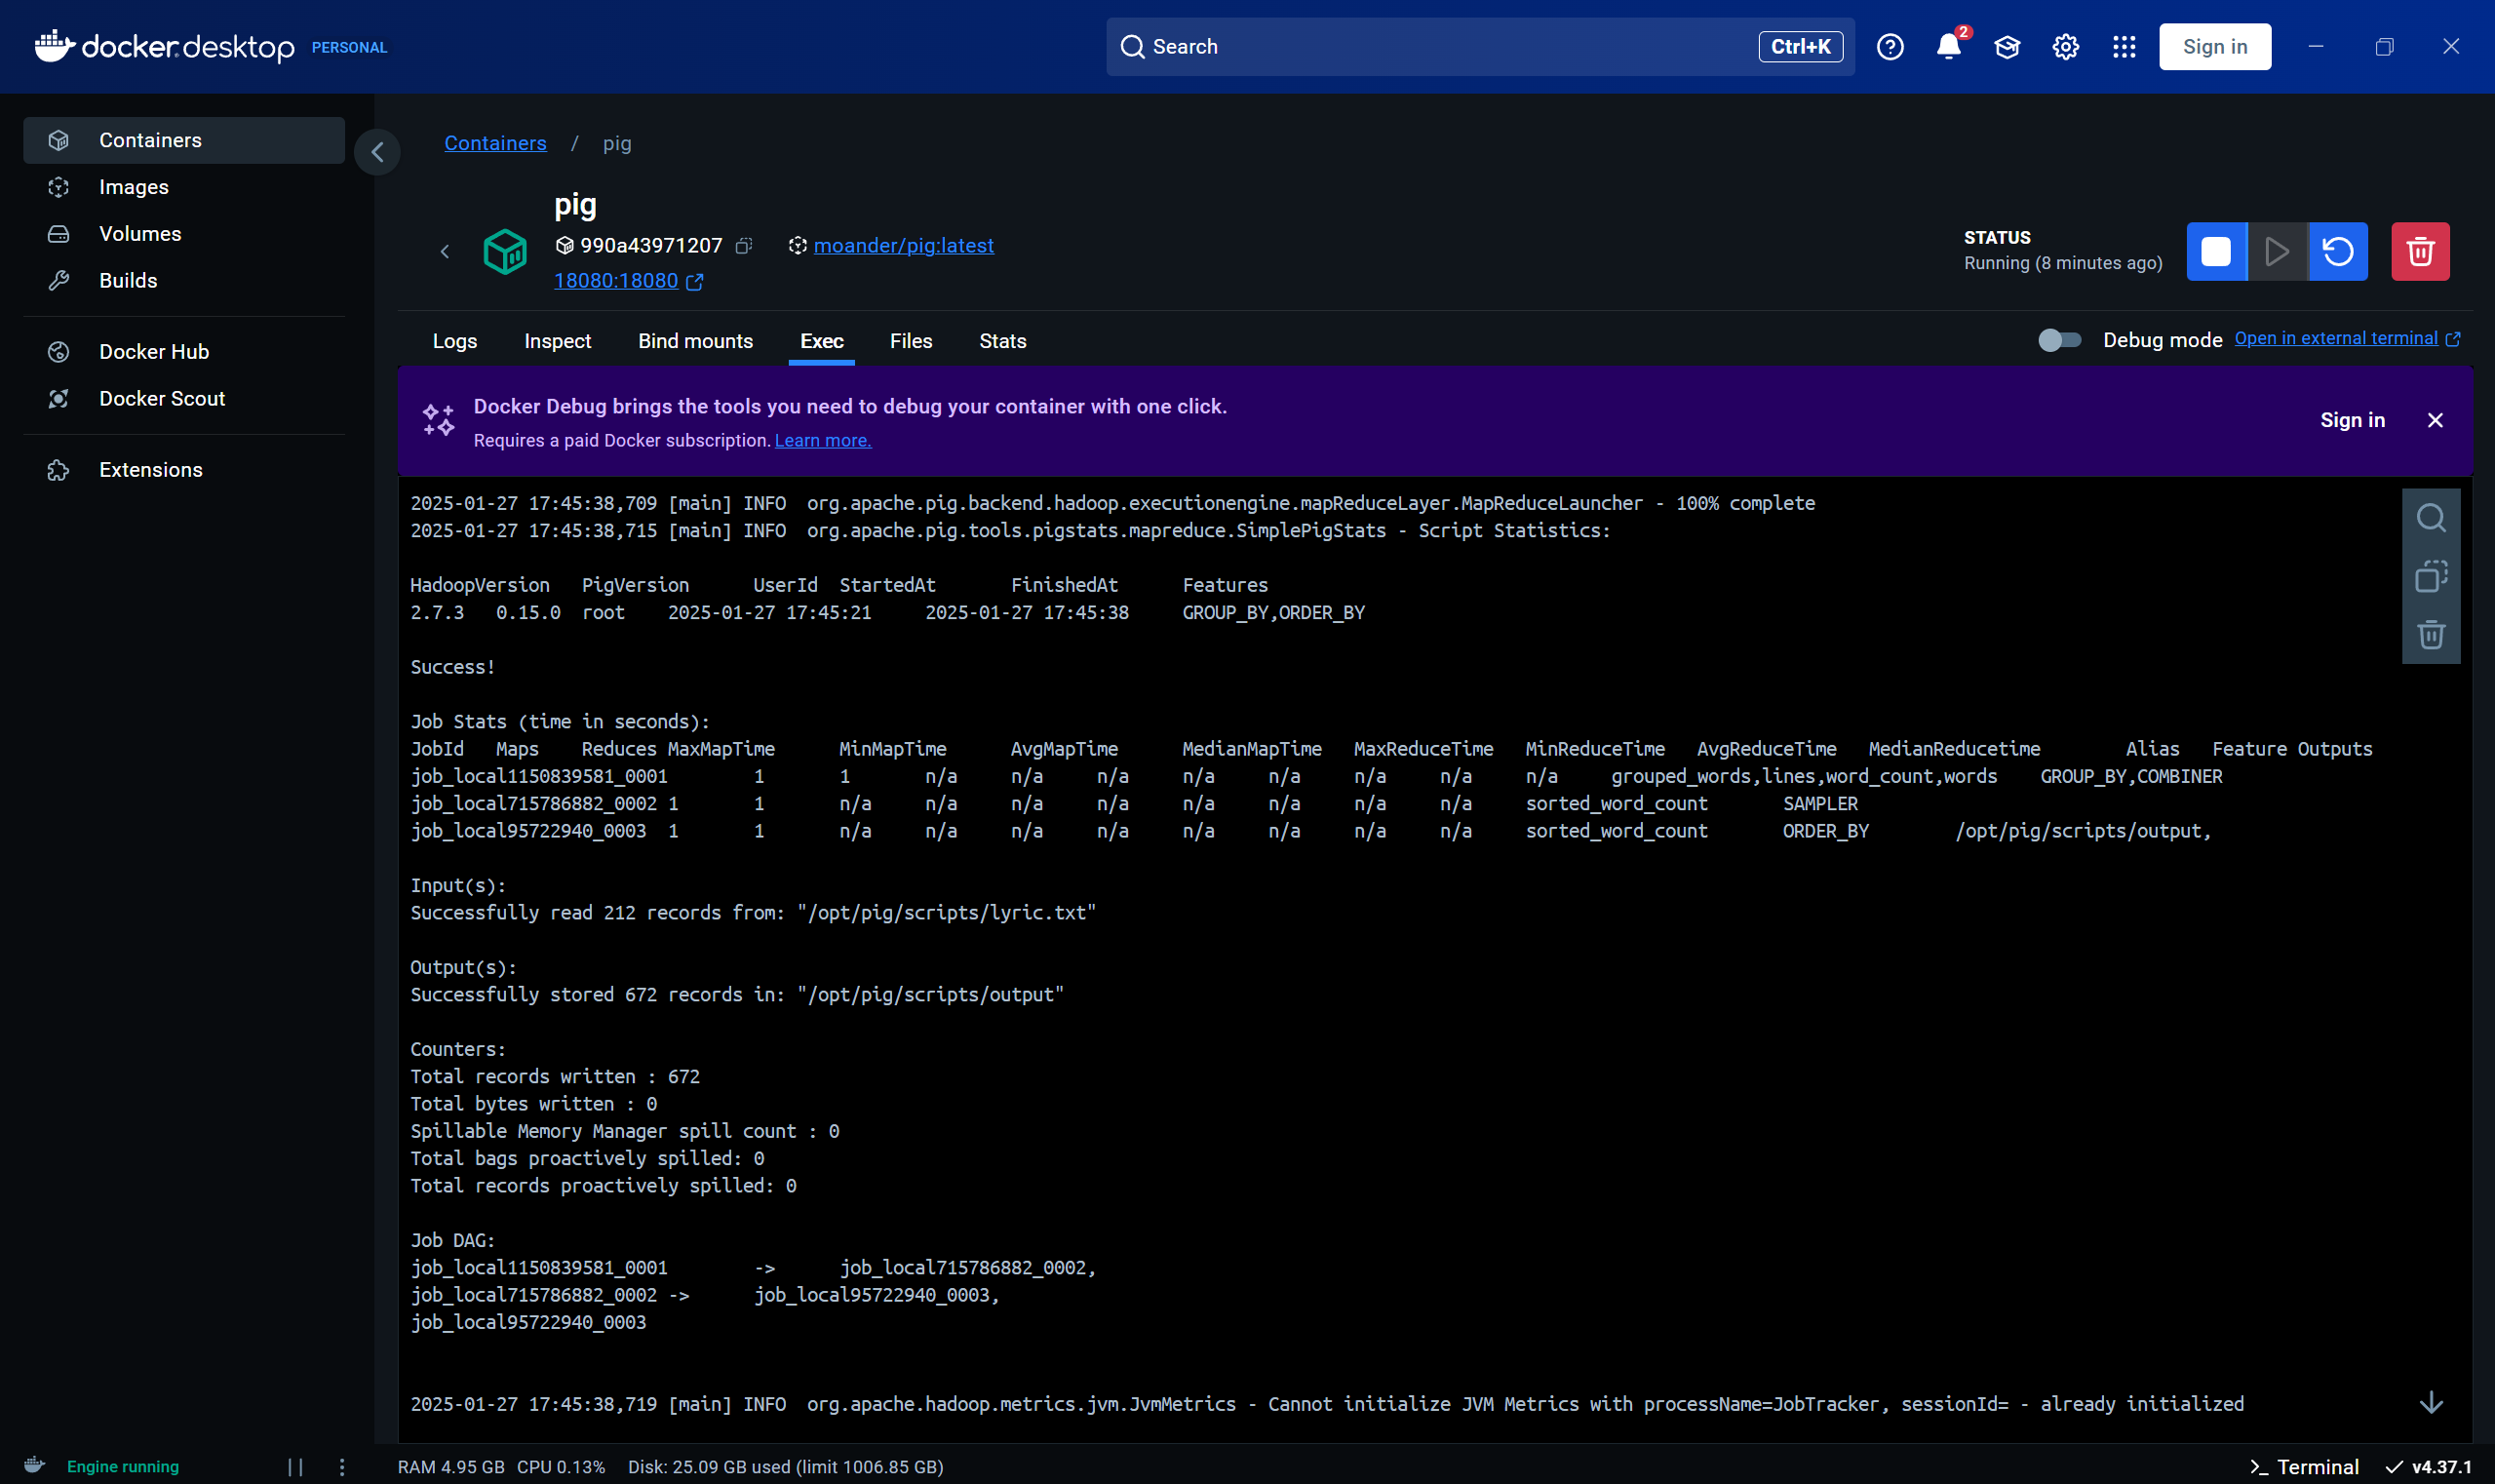 docker desktop PERSONAL
Search Ctrl+K
2
Sign in
Containers
Images
Volumes
Builds
Docker Hub
Docker Scout
Extensions
Containers / pig
pig
990a43971207 moander/pig:latest
18080:18080
STATUS
Running (8 minutes ago)
Logs Inspect Bind mounts Exec Files Stats
Debug mode Open in external terminal
Docker Debug brings the tools you need to debug your container with one click.
Requires a paid Docker subscription. Learn more.
Sign in
2025-01-27 17:45:38,709 [main] INFO  org.apache.pig.backend.hadoop.executionengine.mapReduceLayer.MapReduceLauncher - 100% complete
2025-01-27 17:45:38,715 [main] INFO  org.apache.pig.tools.pigstats.mapreduce.SimplePigStats - Script Statistics:
HadoopVersion PigVersion UserId StartedAt FinishedAt Features
2.7.3 0.15.0 root 2025-01-27 17:45:21 2025-01-27 17:45:38 GROUP_BY,ORDER_BY
Success!
Job Stats (time in seconds):
JobId Maps Reduces MaxMapTime MinMapTime AvgMapTime MedianMapTime MaxReduceTime MinReduceTime AvgReduceTime MedianReducetime Alias Feature Outputs
job_local1150839581_0001 1 1 n/a n/a n/a n/a n/a n/a n/a n/a grouped_words,lines,word_count,words GROUP_BY,COMBINER
job_local715786882_0002 1 1 n/a n/a n/a n/a n/a n/a n/a n/a sorted_word_count SAMPLER
job_local95722940_0003 1 1 n/a n/a n/a n/a n/a n/a n/a n/a sorted_word_count ORDER_BY /opt/pig/scripts/output,
Input(s):
Successfully read 212 records from: "/opt/pig/scripts/lyric.txt"
Output(s):
Successfully stored 672 records in: "/opt/pig/scripts/output"
Counters:
Total records written : 672
Total bytes written : 0
Spillable Memory Manager spill count : 0
Total bags proactively spilled: 0
Total records proactively spilled: 0
Job DAG:
job_local1150839581_0001 -> job_local715786882_0002,
job_local715786882_0002 -> job_local95722940_0003,
job_local95722940_0003
2025-01-27 17:45:38,719 [main] INFO  org.apache.hadoop.metrics.jvm.JvmMetrics - Cannot initialize JVM Metrics with processName=JobTracker, sessionId= - already initialized
Engine running
RAM 4.95 GB CPU 0.13% Disk: 25.09 GB used (limit 1006.85 GB)
Terminal
v4.37.1